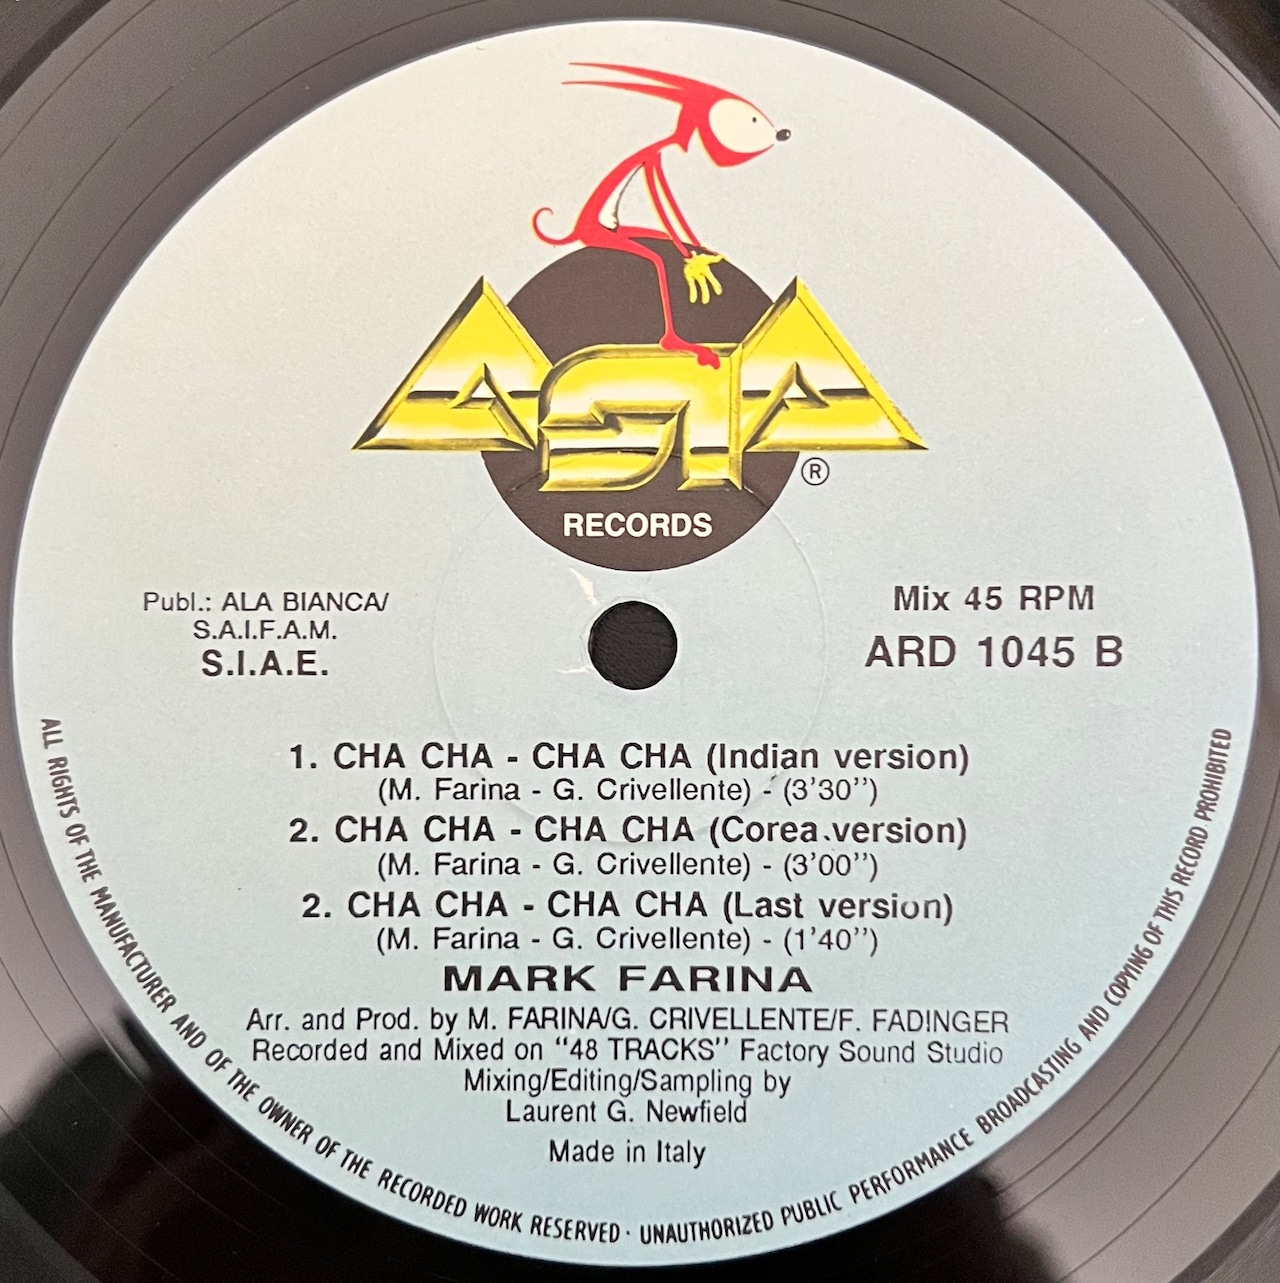 ASIA
®
RECORDS
Publ.: ALA BIANCA/
S.A.I.F.A.M.
S.I.A.E.
Mix 45 RPM
ARD 1045 B
1. CHA CHA - CHA CHA (Indian version)
(M. Farina - G. Crivellente) - (3'30'')
2. CHA CHA - CHA CHA (Corea version)
(M. Farina - G. Crivellente) - (3'00'')
2. CHA CHA - CHA CHA (Last version)
(M. Farina - G. Crivellente) - (1'40'')
MARK FARINA
Arr. and Prod. by M. FARINA/G. CRIVELLENTE/F. FADINGER
Recorded and Mixed on "48 TRACKS" Factory Sound Studio
Mixing/Editing/Sampling by
Laurent G. Newfield
Made in Italy
ALL RIGHTS OF THE MANUFACTURER AND OF THE OWNER OF THE RECORDED WORK RESERVED · UNAUTHORIZED PUBLIC PERFORMANCE BROADCASTING AND COPYING OF THIS RECORD PROHIBITED